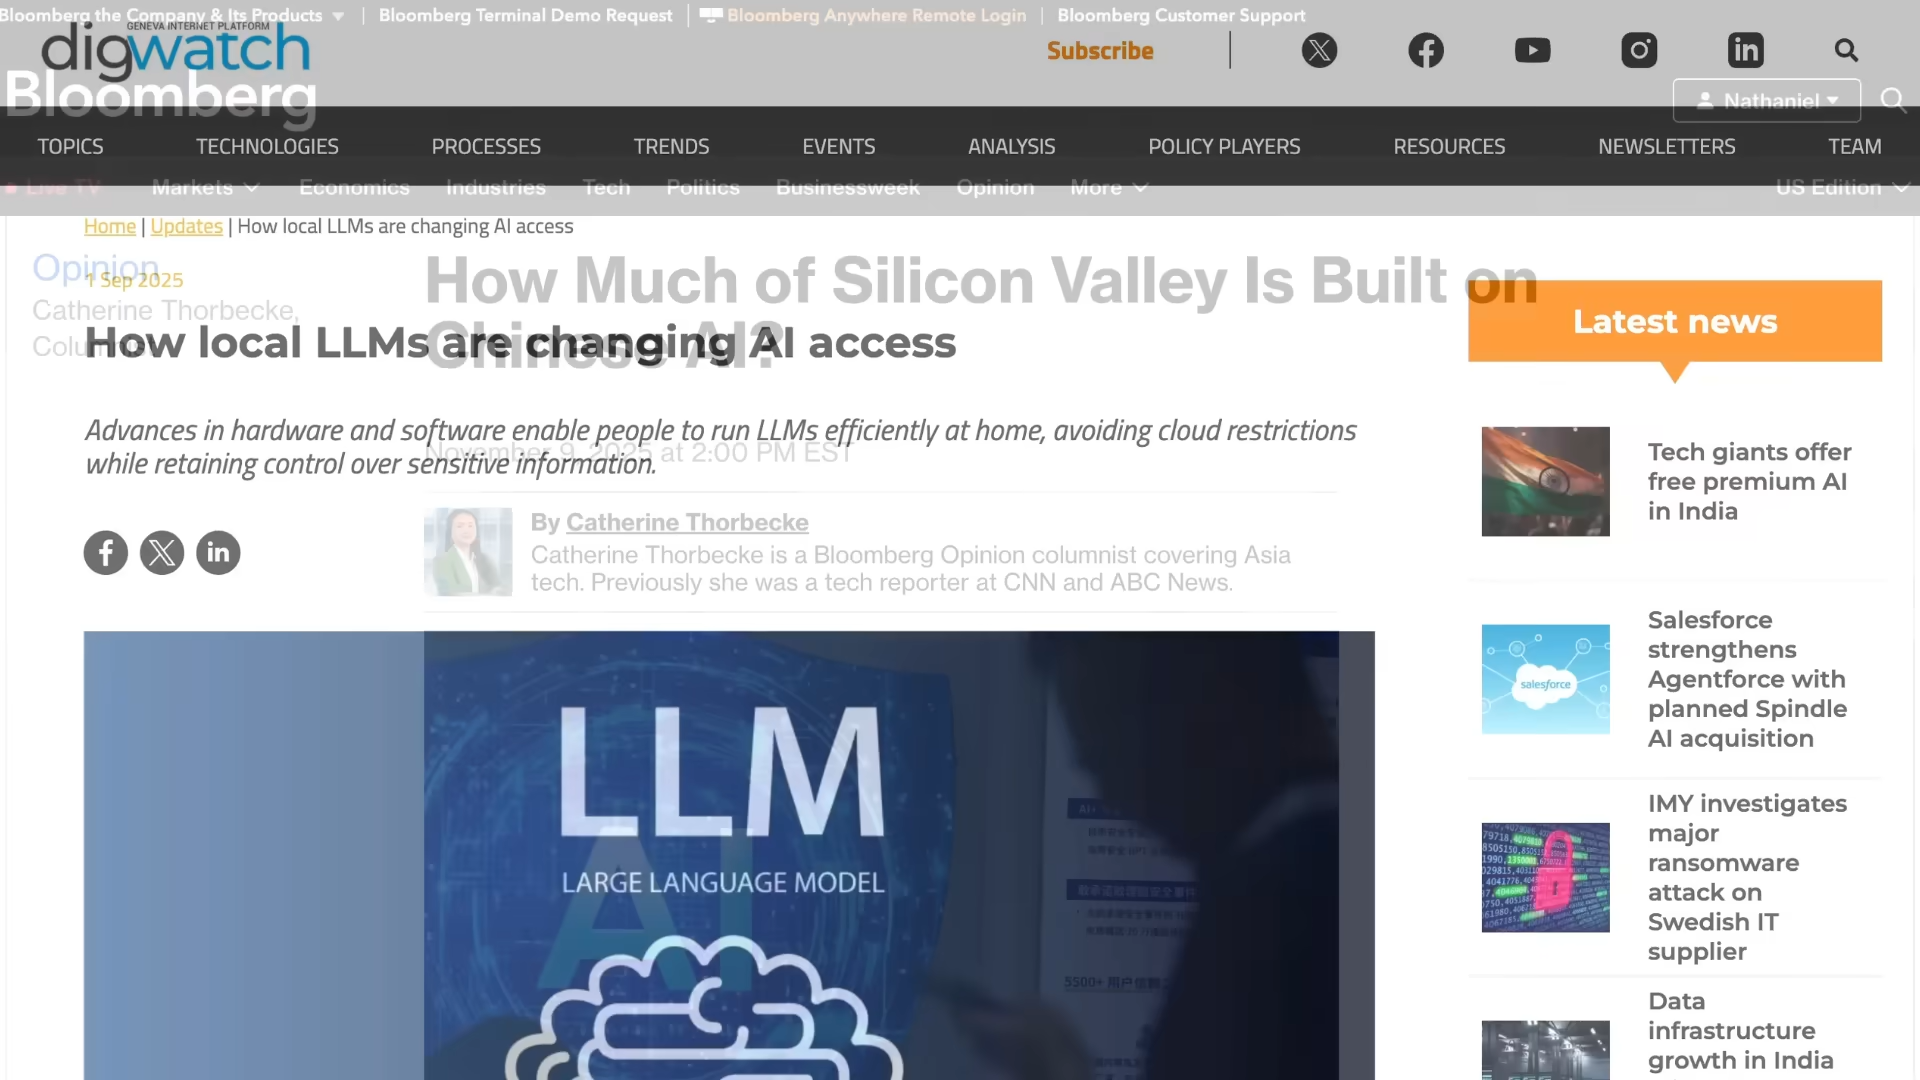 Bloomberg the Company & Its Products
Bloomberg Terminal Demo Request
Bloomberg Anywhere Remote Login
Bloomberg Customer Support
GENEVA INTERNET PLATFORM
digwatch
Subscribe
Bloomberg
Nathaniel
TOPICS
TECHNOLOGIES
PROCESSES
TRENDS
EVENTS
ANALYSIS
POLICY PLAYERS
RESOURCES
NEWSLETTERS
TEAM
Live TV
Markets
Economics
Industries
Tech
Politics
Businessweek
Opinion
More
US Edition
Home | Updates | How local LLMs are changing AI access
Opinion
Catherine Thorbecke,
Columnist
1 Sep 2025
How Much of Silicon Valley Is Built on
Chinese AI?
How local LLMs are changing AI access
Advances in hardware and software enable people to run LLMs efficiently at home, avoiding cloud restrictions
while retaining control over sensitive information.
November 9, 2025 at 2:00 PM EST
By Catherine Thorbecke
Catherine Thorbecke is a Bloomberg Opinion columnist covering Asia
tech. Previously she was a tech reporter at CNN and ABC News.
LLM
LARGE LANGUAGE MODEL
AI
Latest news
Tech giants offer
free premium AI
in India
salesforce
Salesforce
strengthens
Agentforce with
planned Spindle
AI acquisition
IMY investigates
major
ransomware
attack on
Swedish IT
supplier
Data
infrastructure
growth in India